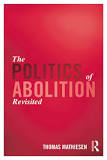 The
POLITICS of
ABOLITION
Revisited
THOMAS MATHIESEN